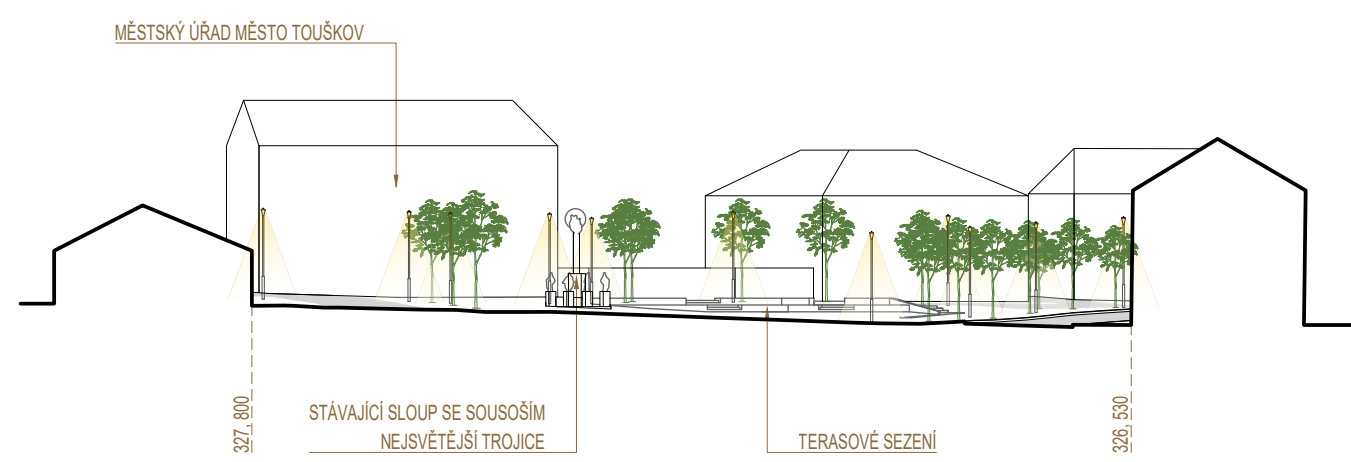 MĚSTSKÝ ÚŘAD MĚSTO TOUŠKOV
327, 800
STÁVAJÍCÍ SLOUP SE SOUSOŠÍM
NEJSVĚTĚJŠÍ TROJICE
TERASOVÉ SEZENÍ
326, 530